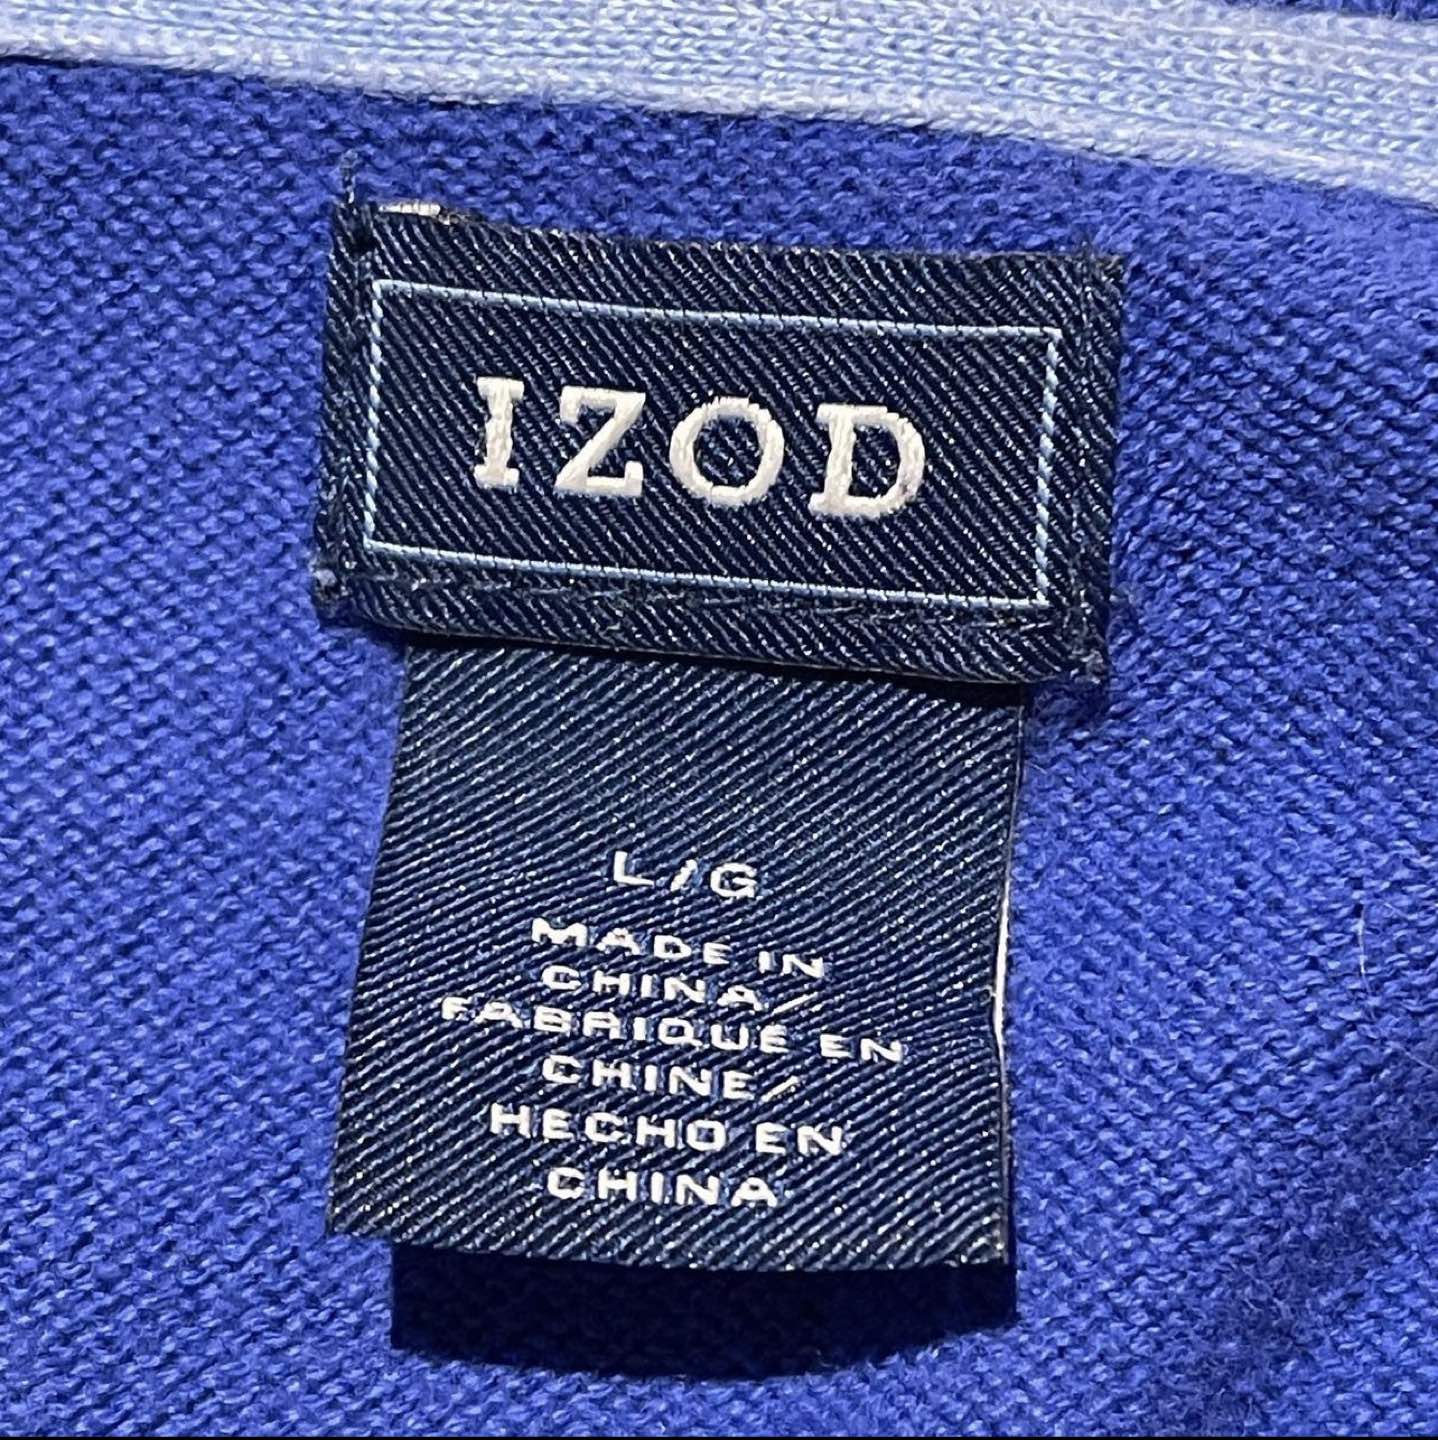 IZOD
L/G
MADE IN
CHINA/
FABRIQUÉ EN
CHINE/
HECHO EN
CHINA